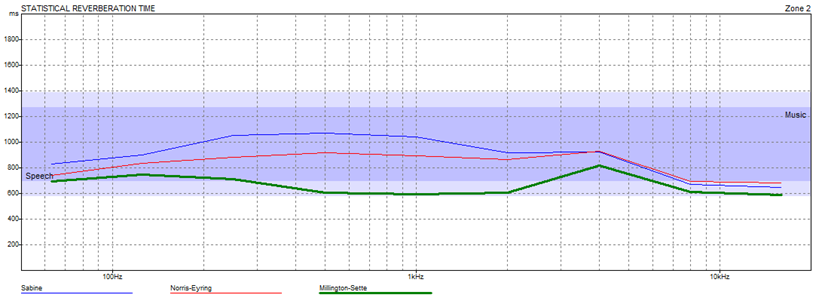 STATISTICAL REVERBERATION TIME Zone 2
ms
1800
1600
1400
1200 Music
1000
800
Speech
600
400
200
100Hz 1kHz 10kHz
Sabine Norris-Eyring Millington-Sette